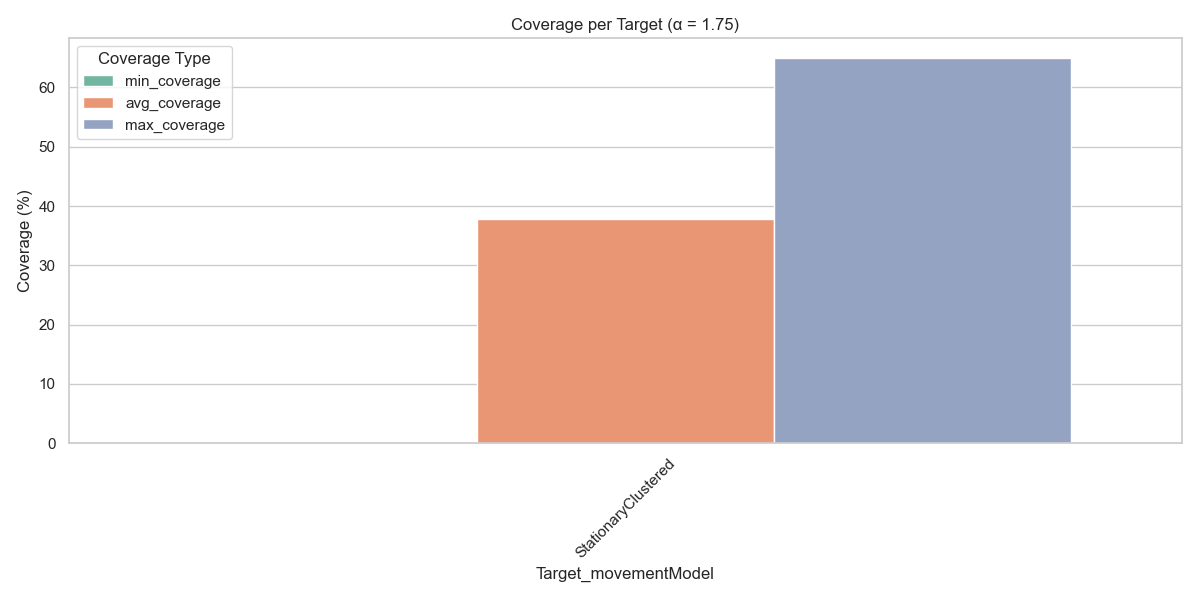 Coverage per Target (α = 1.75)
Coverage Type
min_coverage
avg_coverage
max_coverage
Coverage (%)
60
50
40
30
20
10
0
StationaryClustered
Target_movementModel